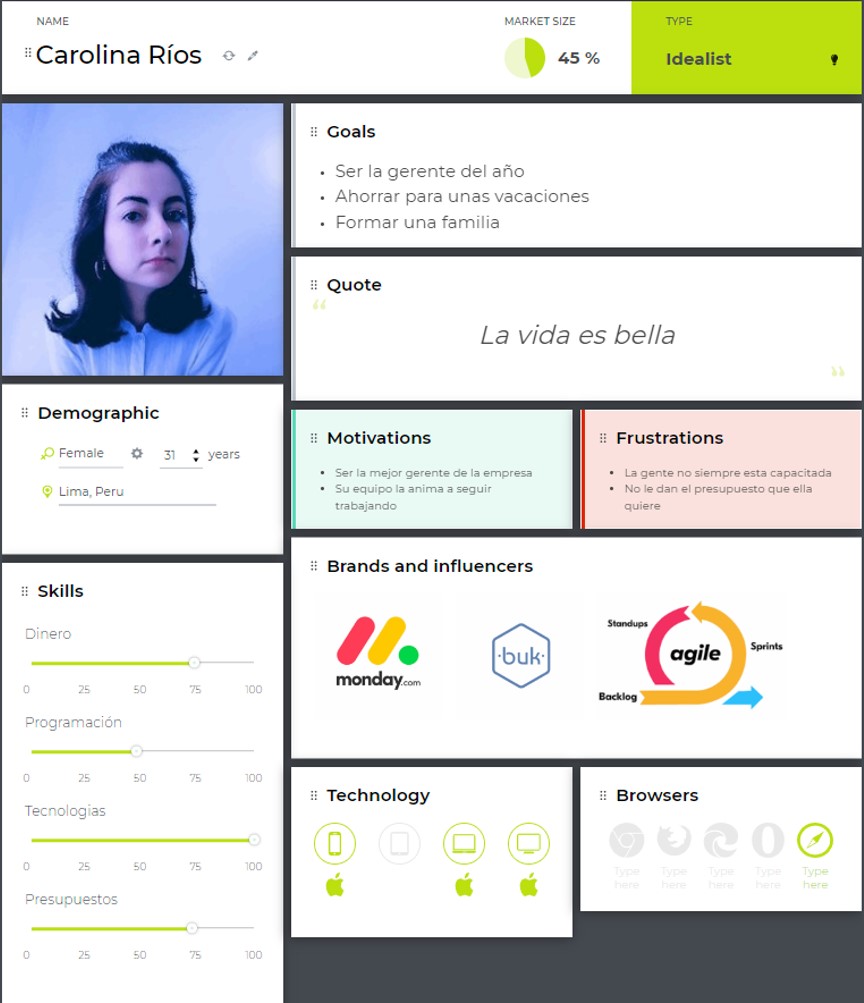 NAME
Carolina Ríos
MARKET SIZE
45 %
TYPE
Idealist
Goals
• Ser la gerente del año
• Ahorrar para unas vacaciones
• Formar una familia
Quote
“
La vida es bella
”
Demographic
Female
31 years
Lima, Peru
Motivations
• Ser la mejor gerente de la empresa
• Su equipo la anima a seguir
trabajando
Frustrations
• La gente no siempre esta capacitada
• No le dan el presupuesto que ella
quiere
Skills
Dinero
0 25 50 75 100
Programación
0 25 50 75 100
Tecnologias
0 25 50 75 100
Presupuestos
0 25 50 75 100
Brands and influencers
monday.com
·buk·
Standups
agile
Sprints
Backlog
Technology
Browsers
Type Type Type Type Type
here here here here here